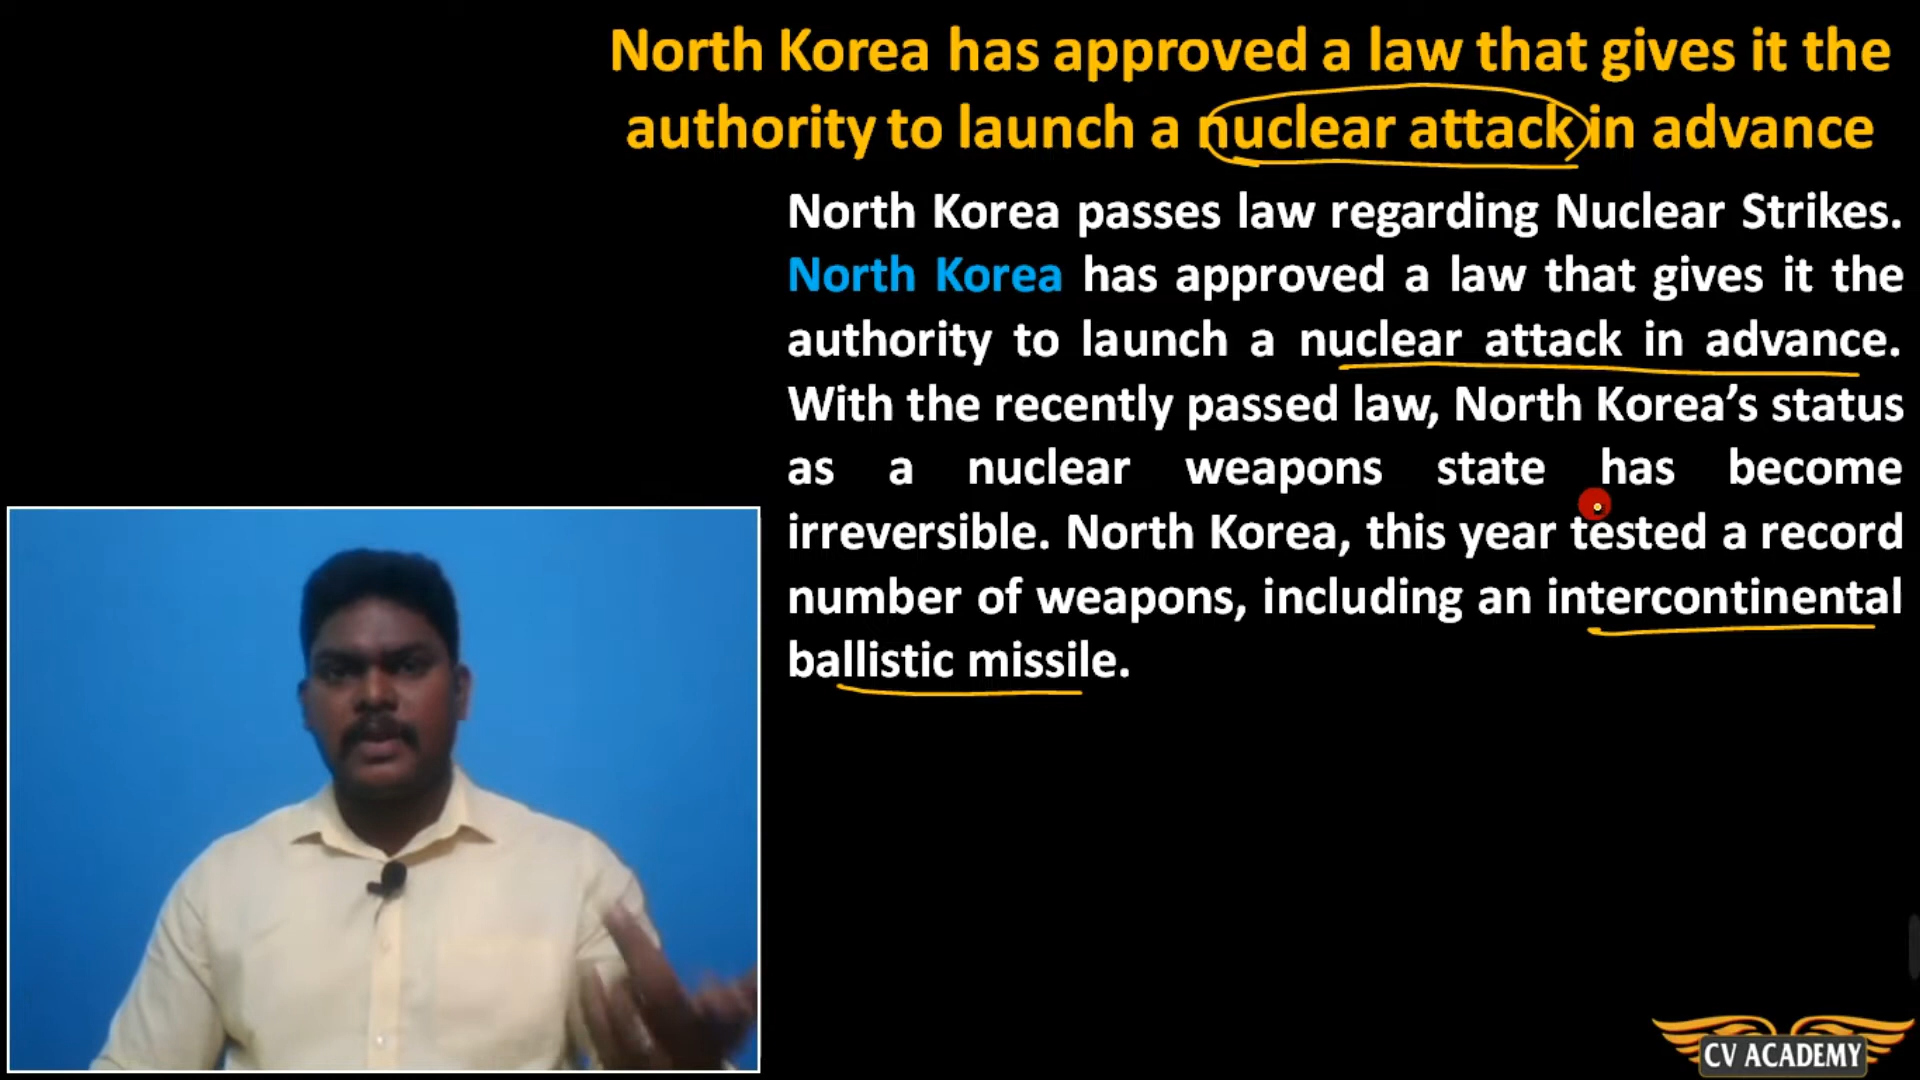 North Korea has approved a law that gives it the
authority to launch a nuclear attack in advance
North Korea passes law regarding Nuclear Strikes.
North Korea has approved a law that gives it the
authority to launch a nuclear attack in advance.
With the recently passed law, North Korea’s status
as a nuclear weapons state has become
irreversible. North Korea, this year tested a record
number of weapons, including an intercontinental
ballistic missile.
CV ACADEMY